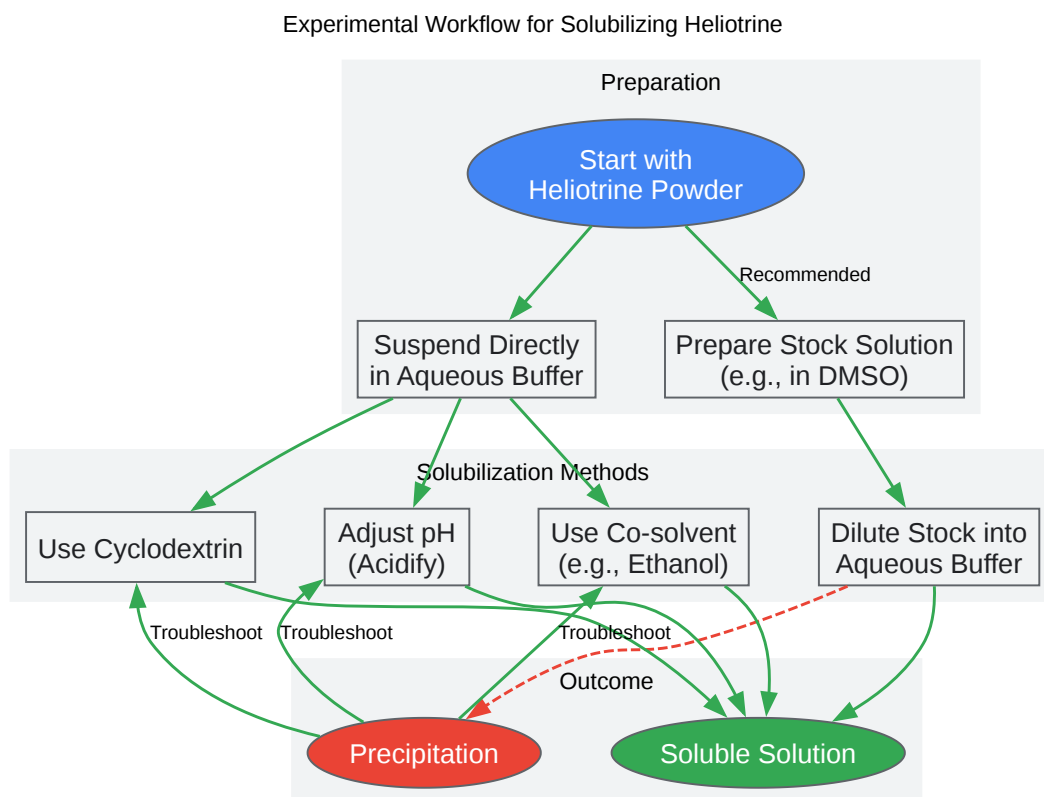 Experimental Workflow for Solubilizing Heliotrine
Preparation
Start with
Heliotrine Powder
Recommended
Suspend Directly
in Aqueous Buffer
Prepare Stock Solution
(e.g., in DMSO)
Solubilization Methods
Use Cyclodextrin
Adjust pH
(Acidify)
Use Co-solvent
(e.g., Ethanol)
Dilute Stock into
Aqueous Buffer
Troubleshoot
Troubleshoot
Troubleshoot
Outcome
Precipitation
Soluble Solution